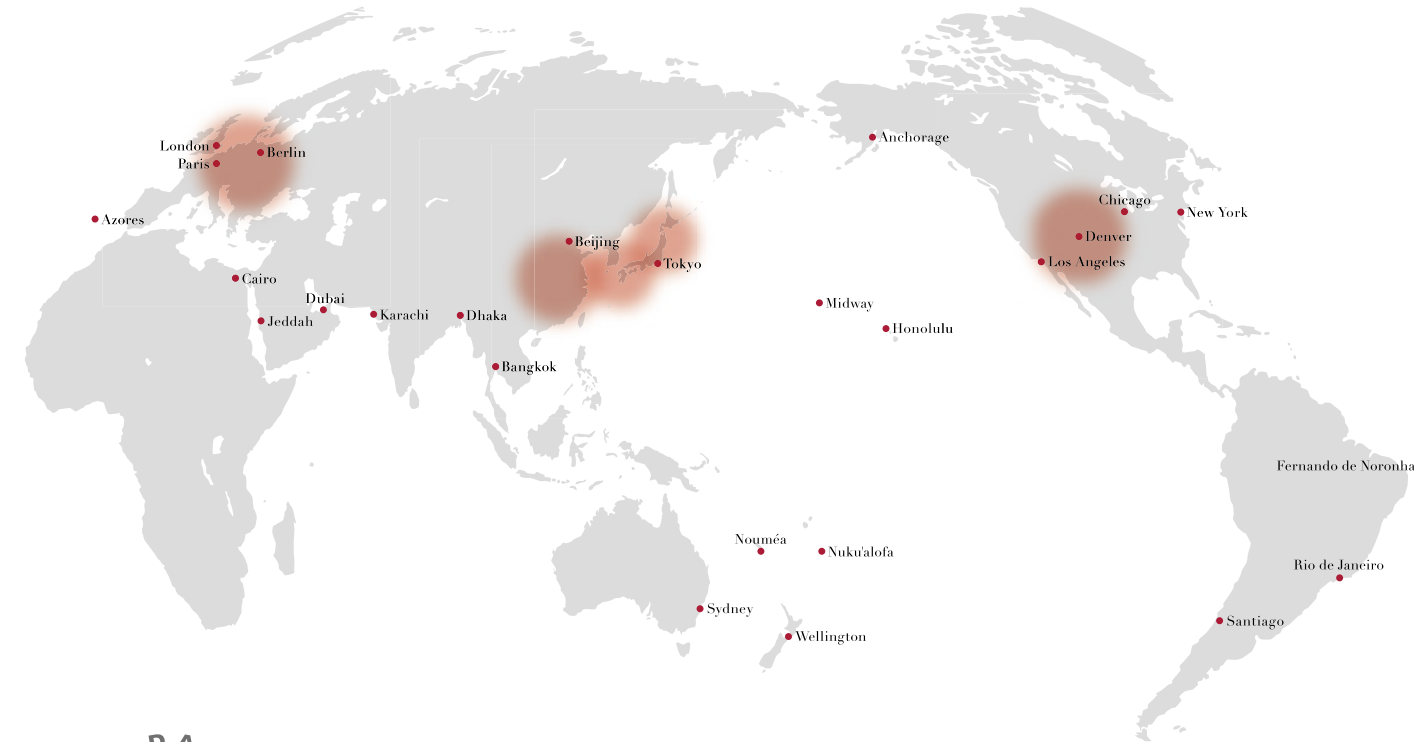 London
Paris
Berlin
Azores
Cairo
Jeddah
Dubai
Karachi
Dhaka
Bangkok
Beijing
Tokyo
Anchorage
Midway
Honolulu
Chicago
New York
Denver
Los Angeles
Fernando de Noronha
Nouméa
Nuku'alofa
Sydney
Wellington
Rio de Janeiro
Santiago